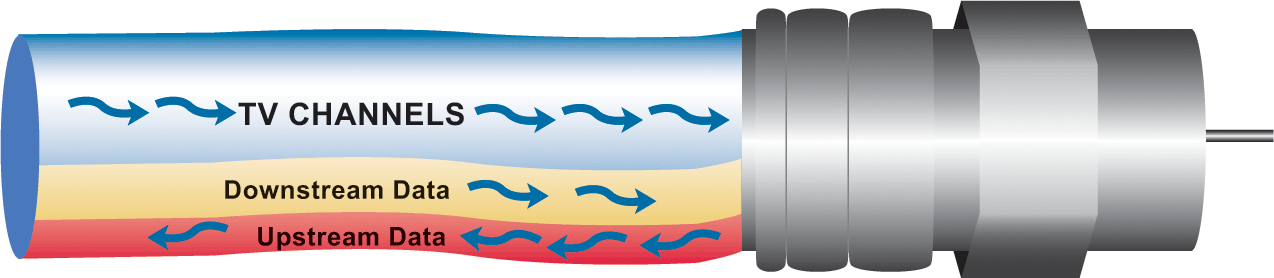 TV CHANNELS
Downstream Data
Upstream Data